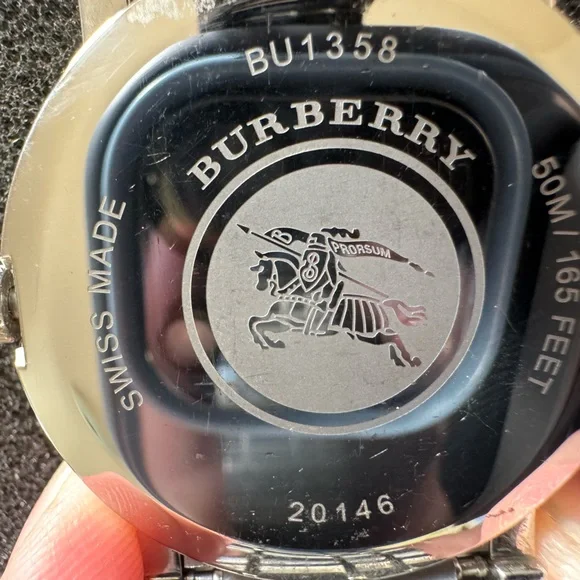 BU1358
BURBERRY
B
PRORSUM
SWISS MADE
50M / 165 FEET
20146